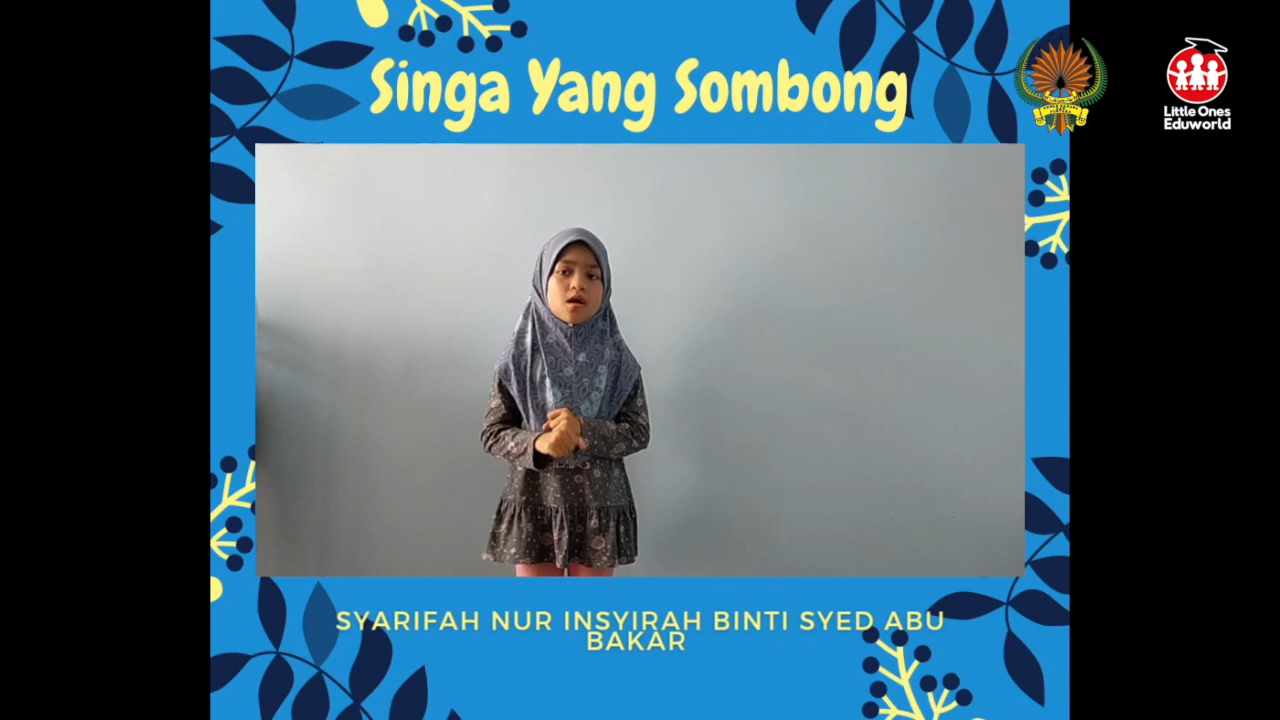 Singa Yang Sombong
Little Ones
Eduworld
SYARIFAH NUR INSYIRAH BINTI SYED ABU
BAKAR